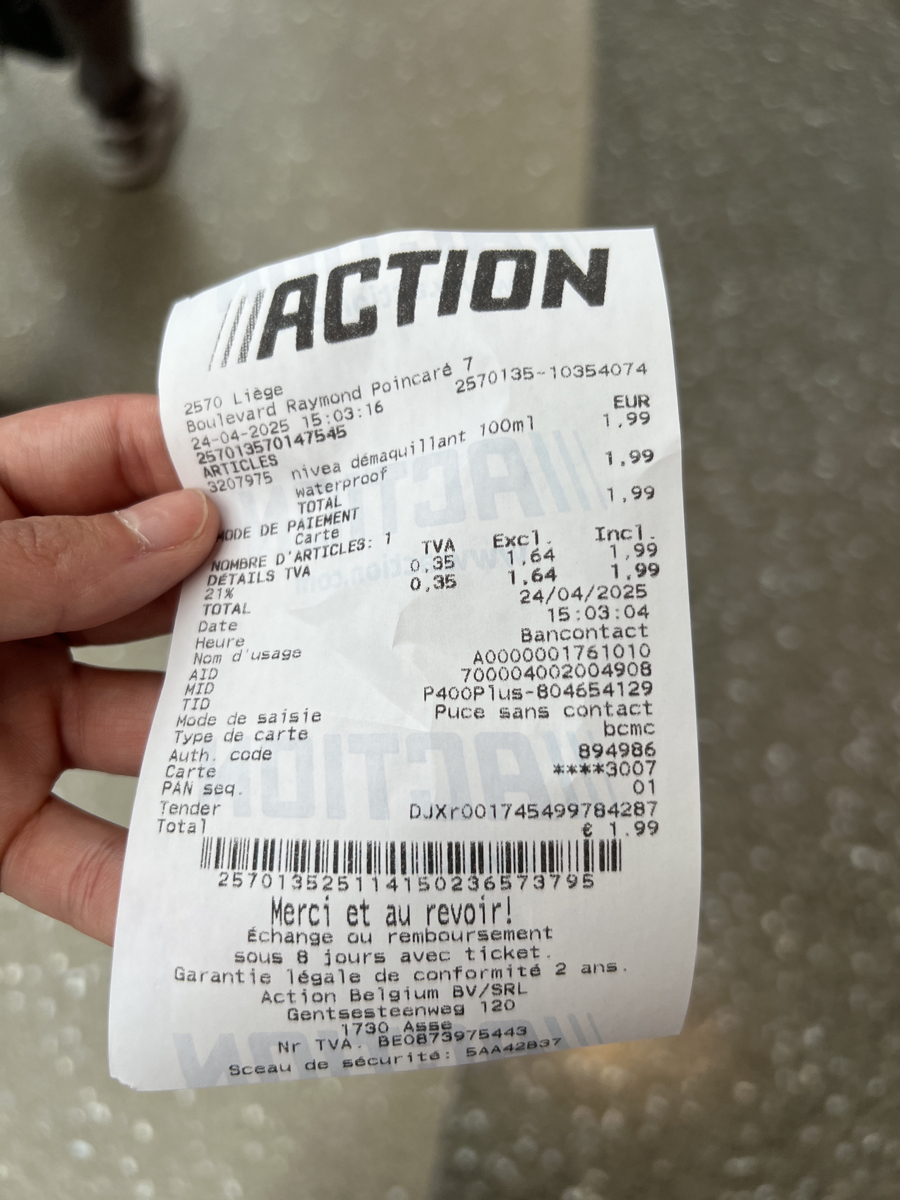 ACTION
2570 Liège
Boulevard Raymond Poincaré 7
24-04-2025 15:03:16 2570135-10354074
257013570147545
ARTICLES EUR
3207975 nivea démaquillant 100ml 1,99
waterproof
TOTAL 1,99
MODE DE PAIEMENT
Carte 1,99
NOMBRE D'ARTICLES: 1
DÉTAILS TVA TVA Excl. Incl.
21% 0,35 1,64 1,99
TOTAL 0,35 1,64 1,99
Date 24/04/2025
Heure 15:03:04
Nom d'usage Bancontact
AID A0000001761010
MID 700004002004908
TID P400Plus-804654129
Mode de saisie Puce sans contact
Type de carte bcmc
Auth. code 894986
Carte ****3007
PAN seq. 01
Tender DJXr001745499784287
Total € 1.99
257013525114150236573795
Merci et au revoir!
Échange ou remboursement
sous 8 jours avec ticket.
Garantie légale de conformité 2 ans.
Action Belgium BV/SRL
Gentsesteenweg 120
1730 Asse
Nr TVA. BE0873975443
Sceau de sécurité: 5AA42837